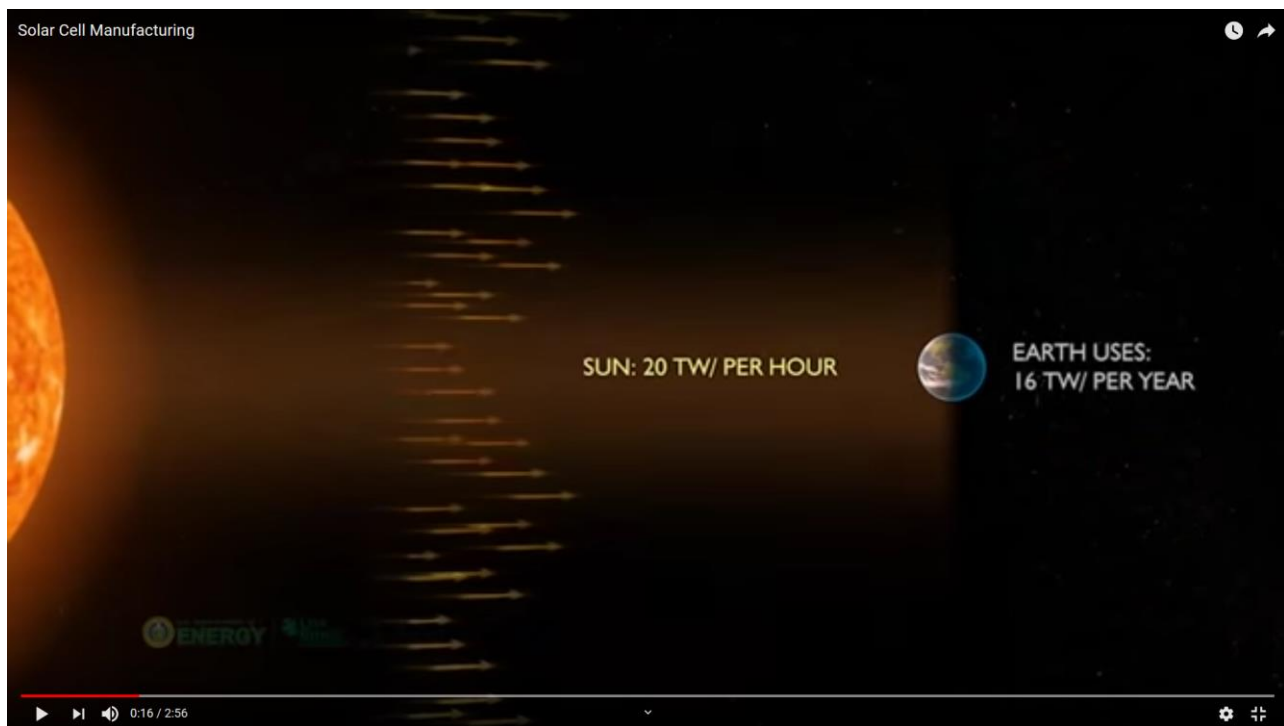 Solar Cell Manufacturing
SUN: 20 TW/ PER HOUR
EARTH USES:
16 TW/ PER YEAR
ENERGY
0:16 / 2:56